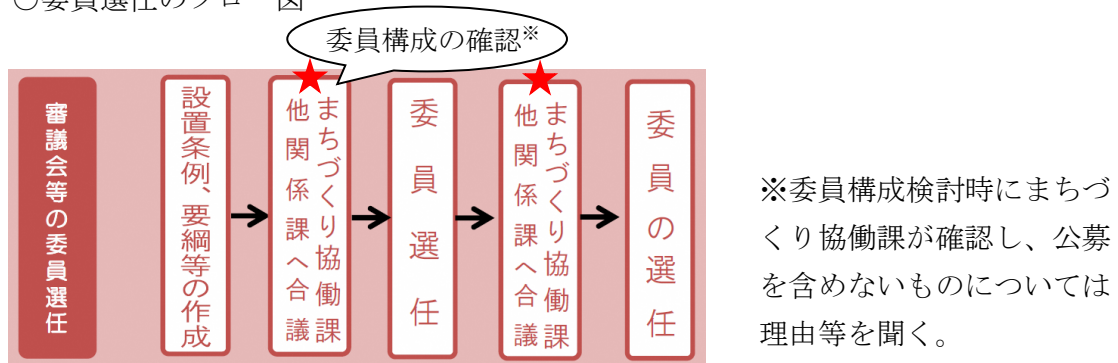 ○委員選任のフロー図
委員構成の確認※
審議会等の委員選任
設置条例、要綱等の作成
まちづくり協働課
他関係課へ合議
委員選任
まちづくり協働課
他関係課へ合議
委員の選任
※委員構成検討時にまちづ
くり協働課が確認し、公募
を含めないものについては
理由等を聞く。